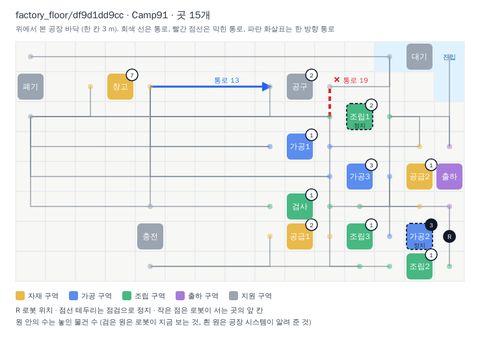 factory_floor/df9d1dd9cc · Camp91 · 곳 15개
위에서 본 공장 바닥 (한 칸 3 m). 회색 선은 통로, 빨간 점선은 막힌 통로, 파란 화살표는 한 방향 통로
대기
진입
통로 13
✕ 통로 19
폐기
창고 7
공구 2
조립1 2
점검
가공1 1
가공3 3
공급2 1
출하
검사 1
충전
공급1 1
조립3 1
가공2 3
점검
R
조립2 1
자재 구역
가공 구역
조립 구역
출하 구역
지원 구역
R 로봇 위치 · 점선 테두리는 점검으로 정지 · 작은 점은 로봇이 서는 곳의 앞 칸
원 안의 수는 놓인 물건 수 (검은 원은 로봇이 지금 보는 것, 흰 원은 공장 시스템이 알려 준 것)